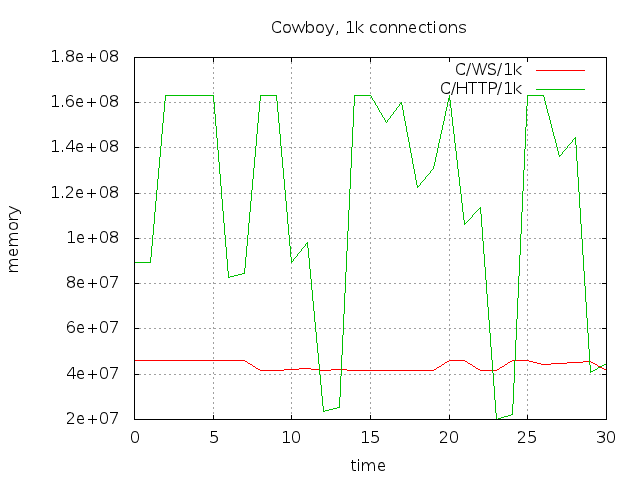 Cowboy, 1k connections
1.8e+08
C/WS/1k
C/HTTP/1k
1.6e+08
1.4e+08
1.2e+08
1e+08
memory
8e+07
6e+07
4e+07
2e+07
0 5 10 15 20 25 30
time